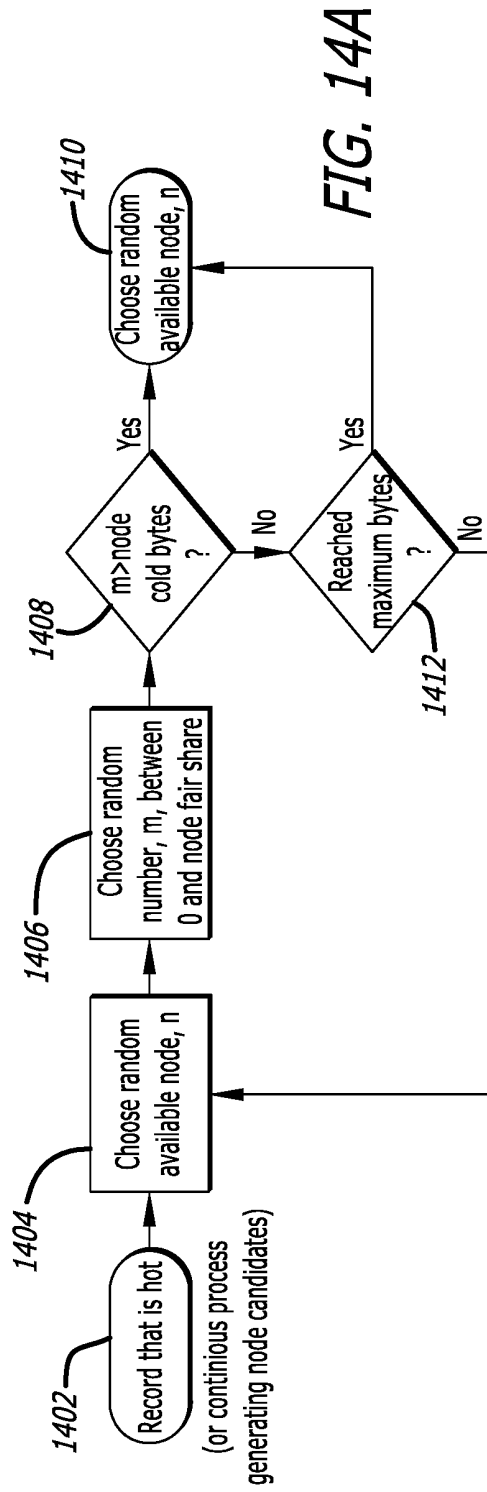 1402
Record that is hot
(or continious process
generating node candidates)
1404
Choose random
available node, n
1406
Choose random
number, m, between
0 and node fair share
1408
m>node
cold bytes
?
Yes
No
1410
Choose random
available node, n
1412
Reached
maximum bytes
?
Yes
No
FIG. 14A